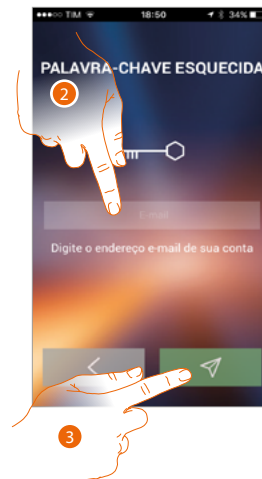 TIM 18:50 34%
PALAVRA-CHAVE ESQUECIDA
2
E-mail
Digite o endereço e-mail de sua conta
3